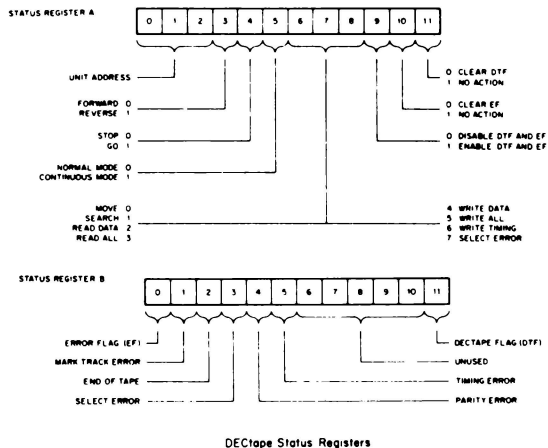 STATUS REGISTER A
0 1 2 3 4 5 6 7 8 9 10 11
UNIT ADDRESS
0 CLEAR DTF
1 NO ACTION
FORWARD 0
REVERSE 1
0 CLEAR EF
1 NO ACTION
STOP 0
GO 1
0 DISABLE DTF AND EF
1 ENABLE DTF AND EF
NORMAL MODE 0
CONTINUOUS MODE 1
MOVE 0
SEARCH 1
READ DATA 2
READ ALL 3
4 WRITE DATA
5 WRITE ALL
6 WRITE TIMING
7 SELECT ERROR
STATUS REGISTER B
0 1 2 3 4 5 6 7 8 9 10 11
ERROR FLAG (EF)
DECTAPE FLAG (DTF)
MARK TRACK ERROR
UNUSED
END OF TAPE
TIMING ERROR
SELECT ERROR
PARITY ERROR
DECtape Status Registers